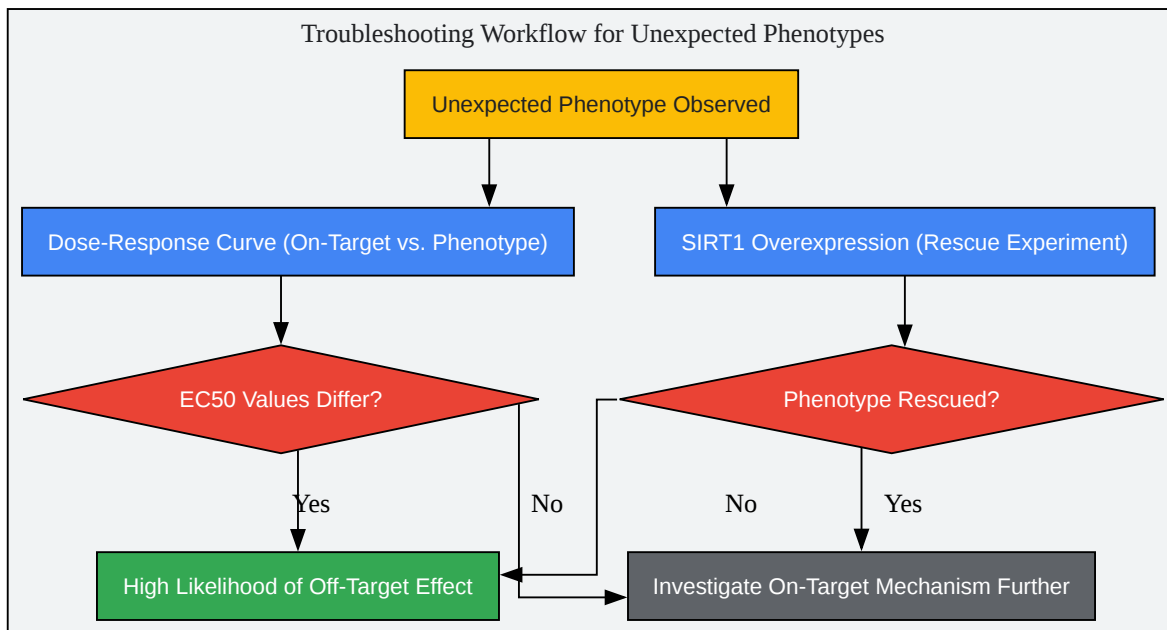 Troubleshooting Workflow for Unexpected Phenotypes
Unexpected Phenotype Observed
Dose-Response Curve (On-Target vs. Phenotype)
SIRT1 Overexpression (Rescue Experiment)
EC50 Values Differ?
Phenotype Rescued?
Yes
No
No
Yes
High Likelihood of Off-Target Effect
Investigate On-Target Mechanism Further